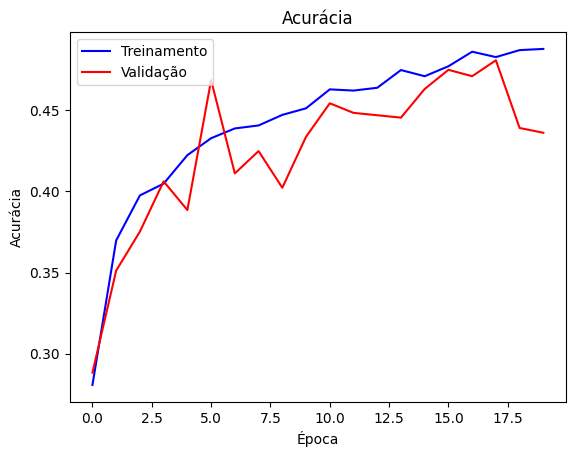 Acurácia
Treinamento
Validação
Acurácia
0.45
0.40
0.35
0.30
0.0 2.5 5.0 7.5 10.0 12.5 15.0 17.5
Época